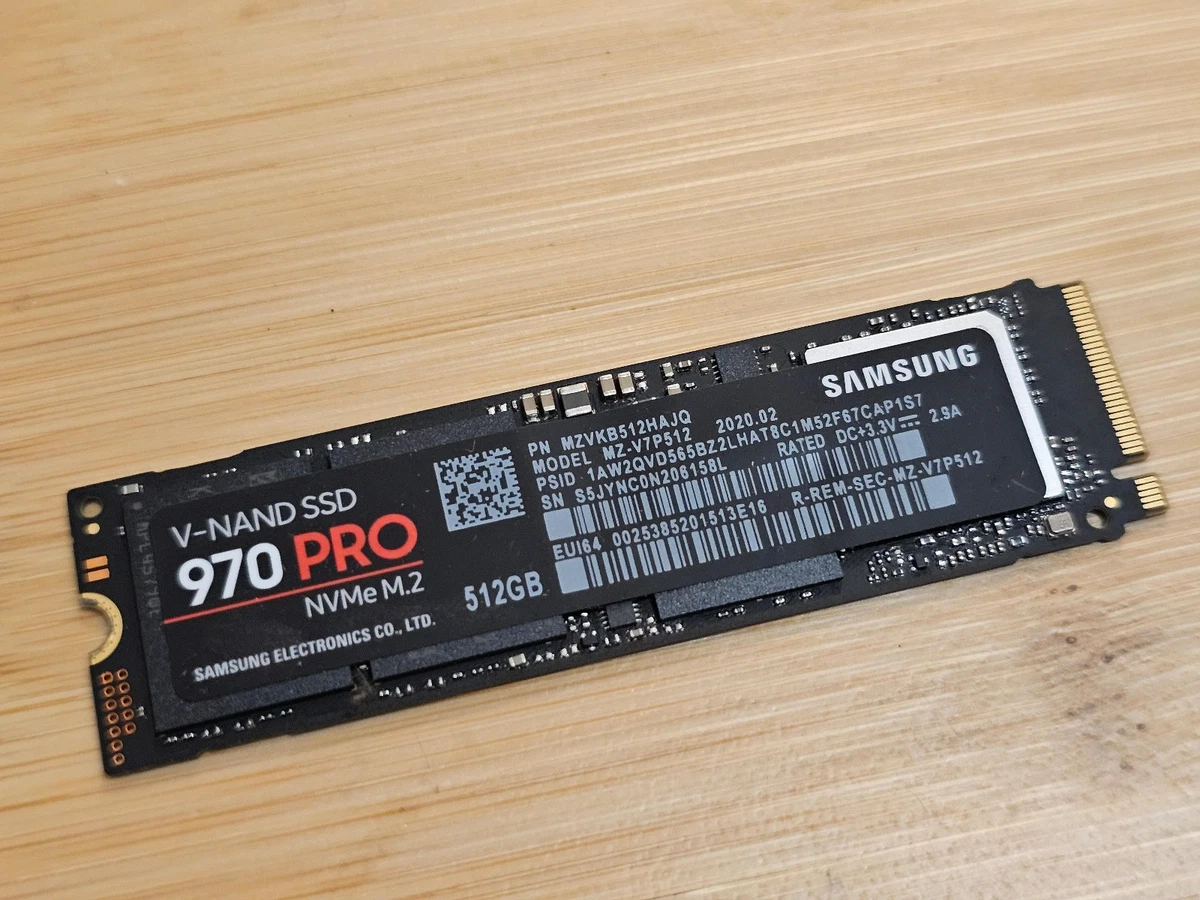 V-NAND SSD
970 PRO
NVMe M.2
SAMSUNG ELECTRONICS CO., LTD.
512GB
SAMSUNG
PN MZVKB512HAJQ
MODEL MZ-V7P512 2020.02
PSID 1AW2QVD565BZ2LHAT8C1M52F67CAP1S7
SN S5JYNC0N206158L RATED DC+3.3V⎓ 2.9A
EUI64 0025385201513E16 R-REM-SEC-MZ-V7P512